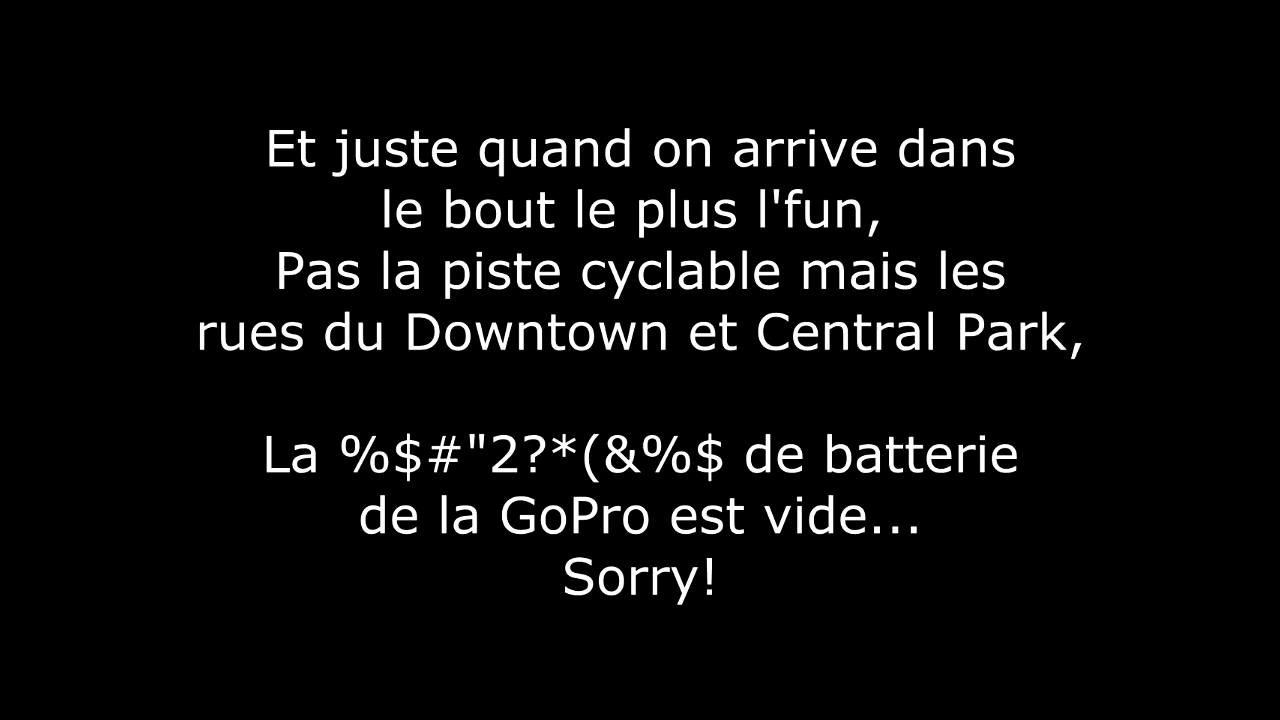 Et juste quand on arrive dans
le bout le plus l'fun,
Pas la piste cyclable mais les
rues du Downtown et Central Park,
La %$#"2?*(&%$ de batterie
de la GoPro est vide...
Sorry!